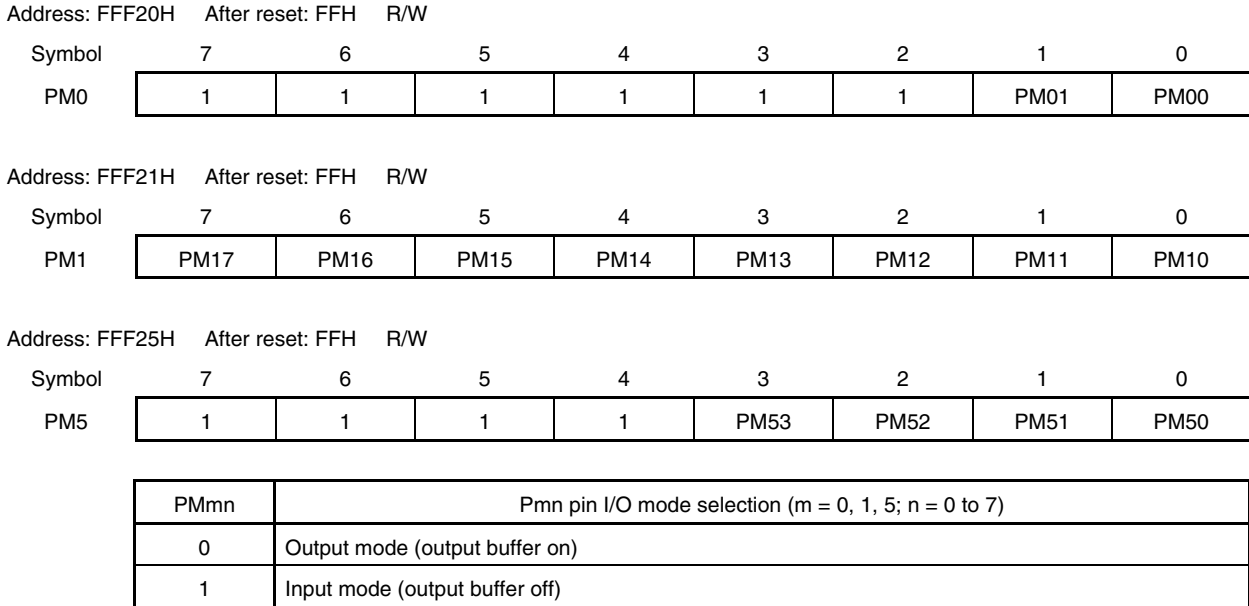 Address: FFF20H After reset: FFH R/W
Symbol 7 6 5 4 3 2 1 0
PM0 1 1 1 1 1 1 PM01 PM00
Address: FFF21H After reset: FFH R/W
Symbol 7 6 5 4 3 2 1 0
PM1 PM17 PM16 PM15 PM14 PM13 PM12 PM11 PM10
Address: FFF25H After reset: FFH R/W
Symbol 7 6 5 4 3 2 1 0
PM5 1 1 1 1 PM53 PM52 PM51 PM50
PMmn Pmn pin I/O mode selection (m = 0, 1, 5; n = 0 to 7)
0 Output mode (output buffer on)
1 Input mode (output buffer off)